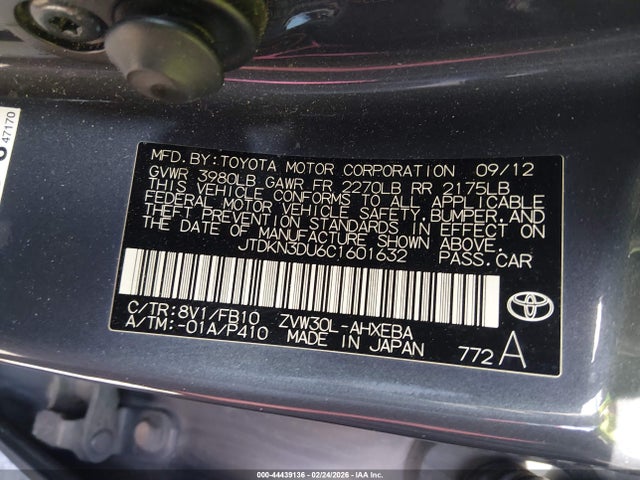 47170
MFD.BY:TOYOTA MOTOR CORPORATION 09/12
GVWR 3980LB GAWR FR 2270LB RR 2175LB
THIS VEHICLE CONFORMS TO ALL APPLICABLE
FEDERAL MOTOR VEHICLE SAFETY,BUMPER,AND
THEFT PREVENTION STANDARDS IN EFFECT ON
THE DATE OF MANUFACTURE SHOWN ABOVE.
JTDKN3DU6C1601632 PASS.CAR
C/TR:8V1/FB10 ZVW30L-AHXEBA
A/TM:-01A/P410 MADE IN JAPAN
772 A
TOYOTA
000-44439136 - 02/24/2026 - IAA Inc.